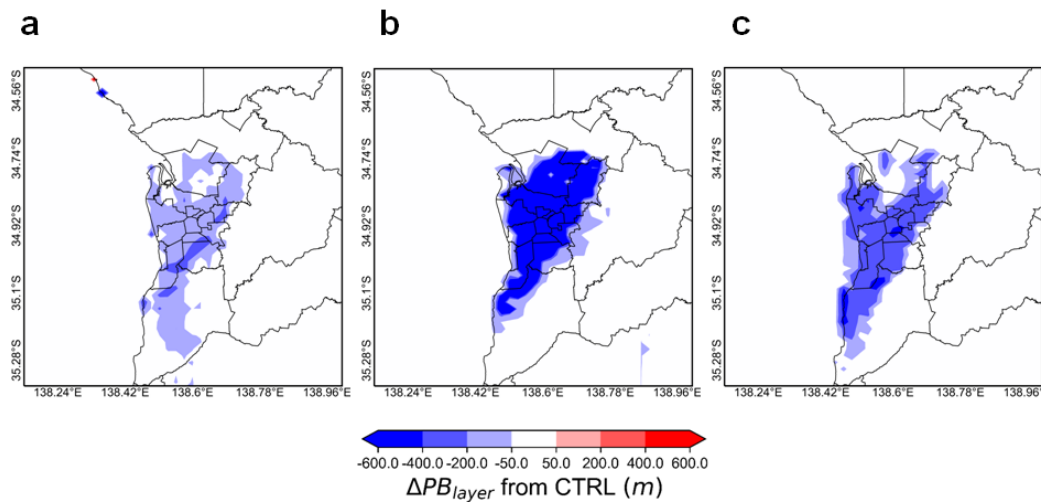 a b c
34.56°S 34.56°S 34.56°S
34.74°S 34.74°S 34.74°S
34.92°S 34.92°S 34.92°S
35.1°S 35.1°S 35.1°S
35.28°S 35.28°S 35.28°S
138.24°E 138.42°E 138.6°E 138.78°E 138.96°E 138.24°E 138.42°E 138.6°E 138.78°E 138.96°E 138.24°E 138.42°E 138.6°E 138.78°E 138.96°E
-600.0 -400.0 -200.0 -50.0 50.0 200.0 400.0 600.0
ΔPB_layer from CTRL (m)